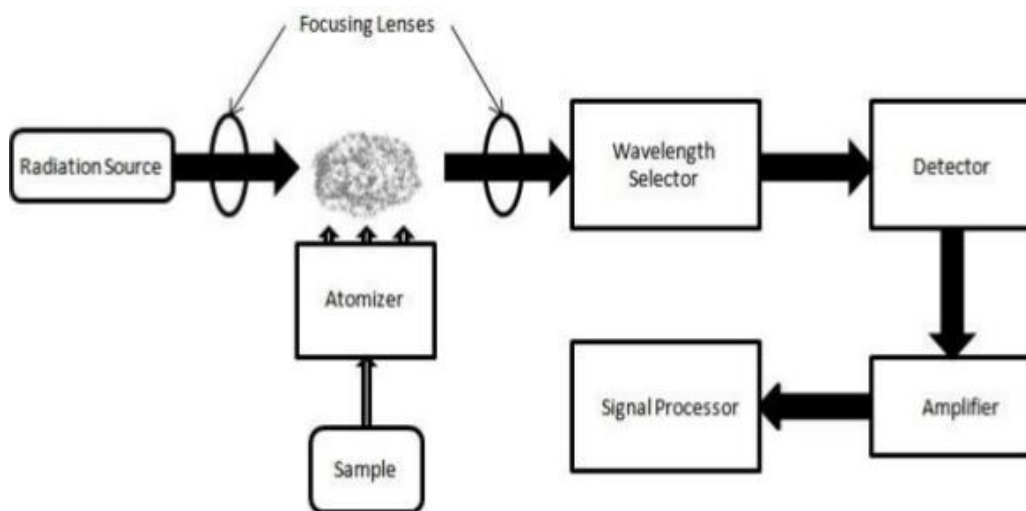 Focusing Lenses
Radiation Source
Wavelength
Selector
Detector
Atomizer
Signal Processor
Amplifier
Sample